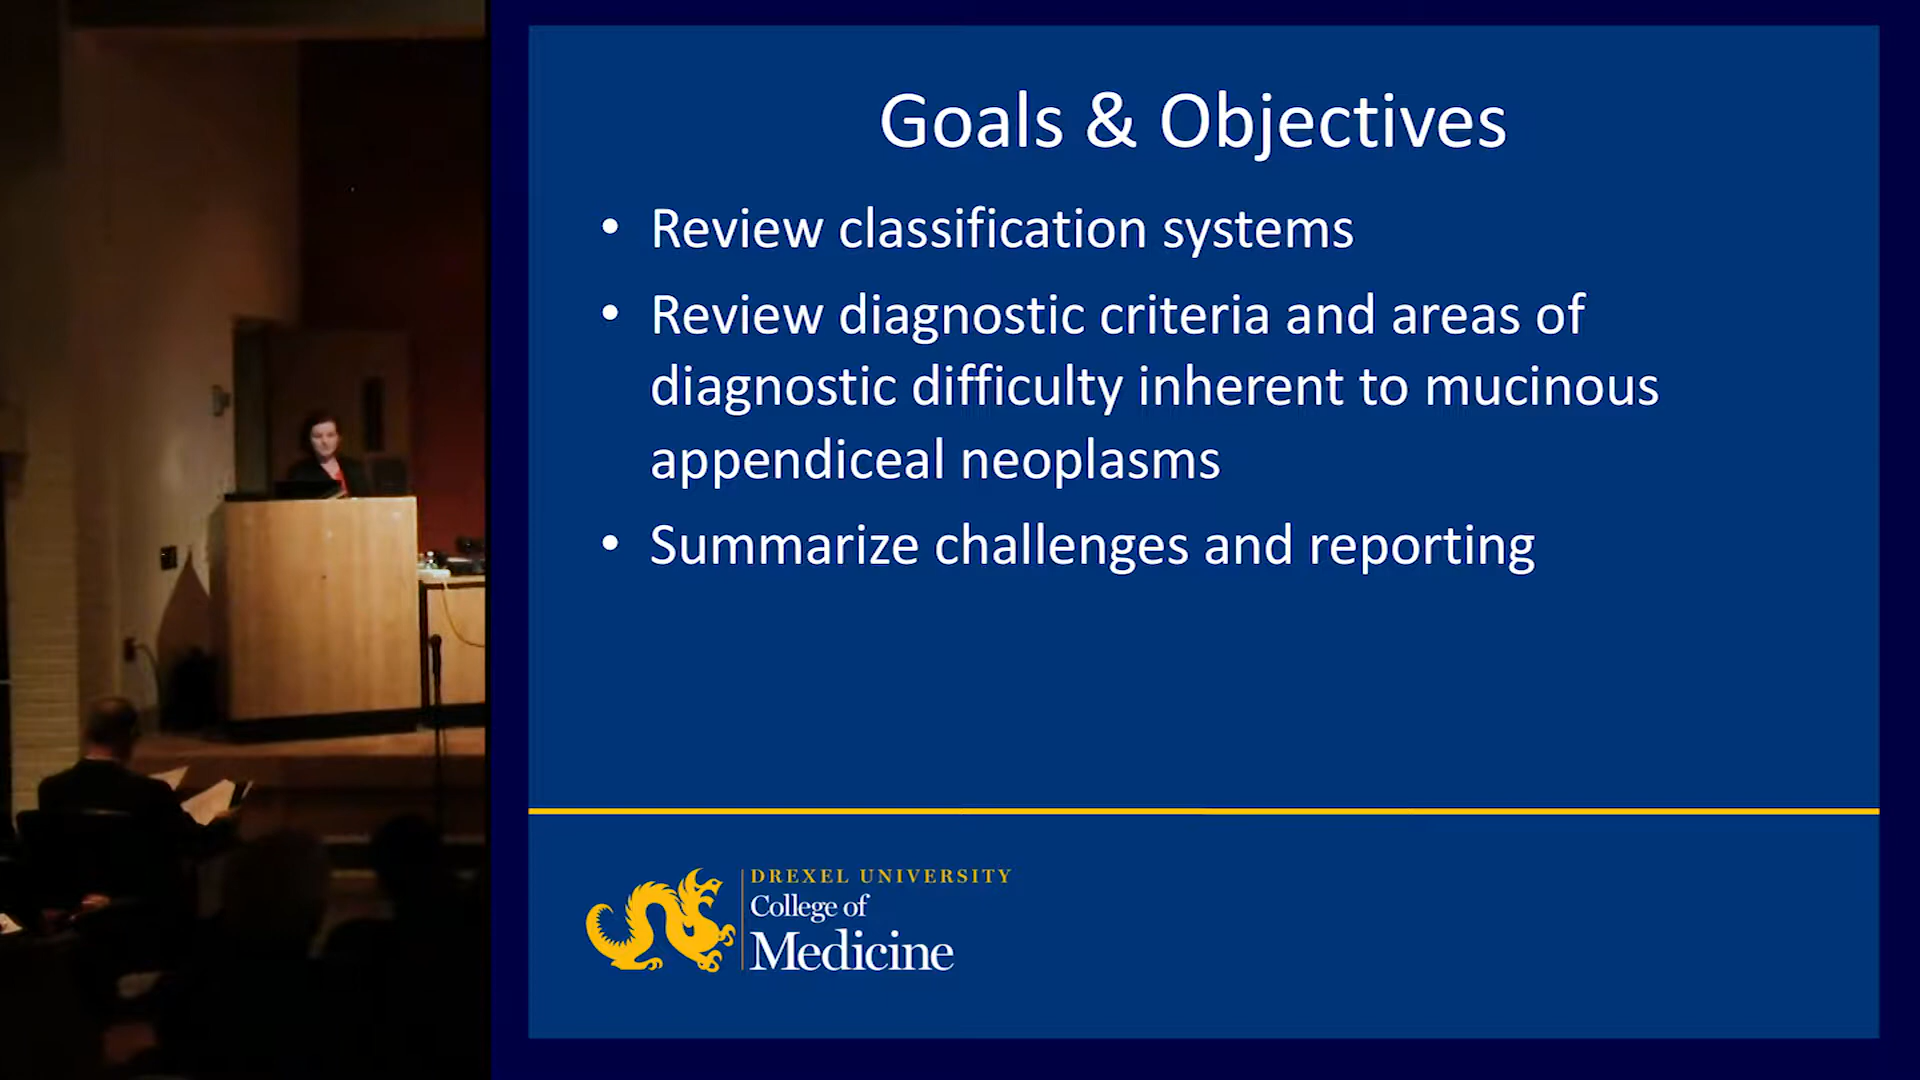 Goals & Objectives
• Review classification systems
• Review diagnostic criteria and areas of
diagnostic difficulty inherent to mucinous
appendiceal neoplasms
• Summarize challenges and reporting
DREXEL UNIVERSITY
College of
Medicine